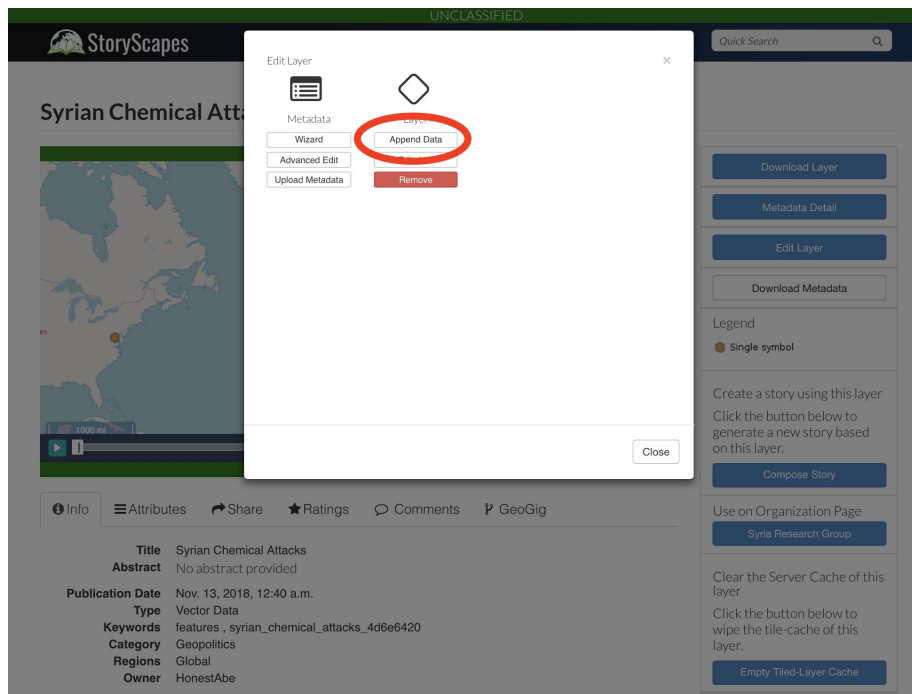 UNCLASSIFIED
StoryScapes
Quick Search
Edit Layer
×
Metadata
Layer
Wizard
Append Data
Advanced Edit
Upload Metadata
Remove
Syrian Chemical Atta
Download Layer
Metadata Detail
Edit Layer
Download Metadata
Legend
Single symbol
es
1000 mi
Create a story using this layer
Click the button below to
generate a new story based
on this layer.
Compose Story
Close
Info
Attributes
Share
Ratings
Comments
GeoGig
Use on Organization Page
Syria Research Group
Title Syrian Chemical Attacks
Abstract No abstract provided
Publication Date Nov. 13, 2018, 12:40 a.m.
Type Vector Data
Keywords features , syrian_chemical_attacks_4d6e6420
Category Geopolitics
Regions Global
Owner HonestAbe
Clear the Server Cache of this
layer
Click the button below to
wipe the tile-cache of this
layer.
Empty Tiled-Layer Cache